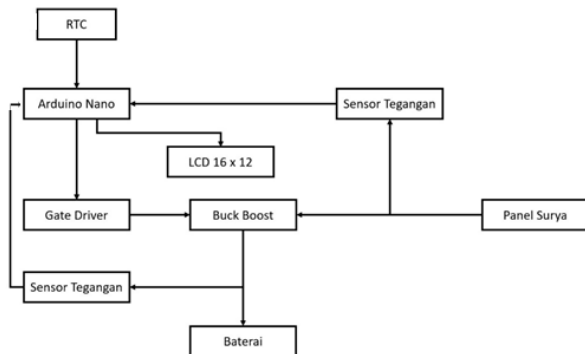 RTC
Arduino Nano
Sensor Tegangan
LCD 16 x 12
Gate Driver
Buck Boost
Panel Surya
Sensor Tegangan
Baterai